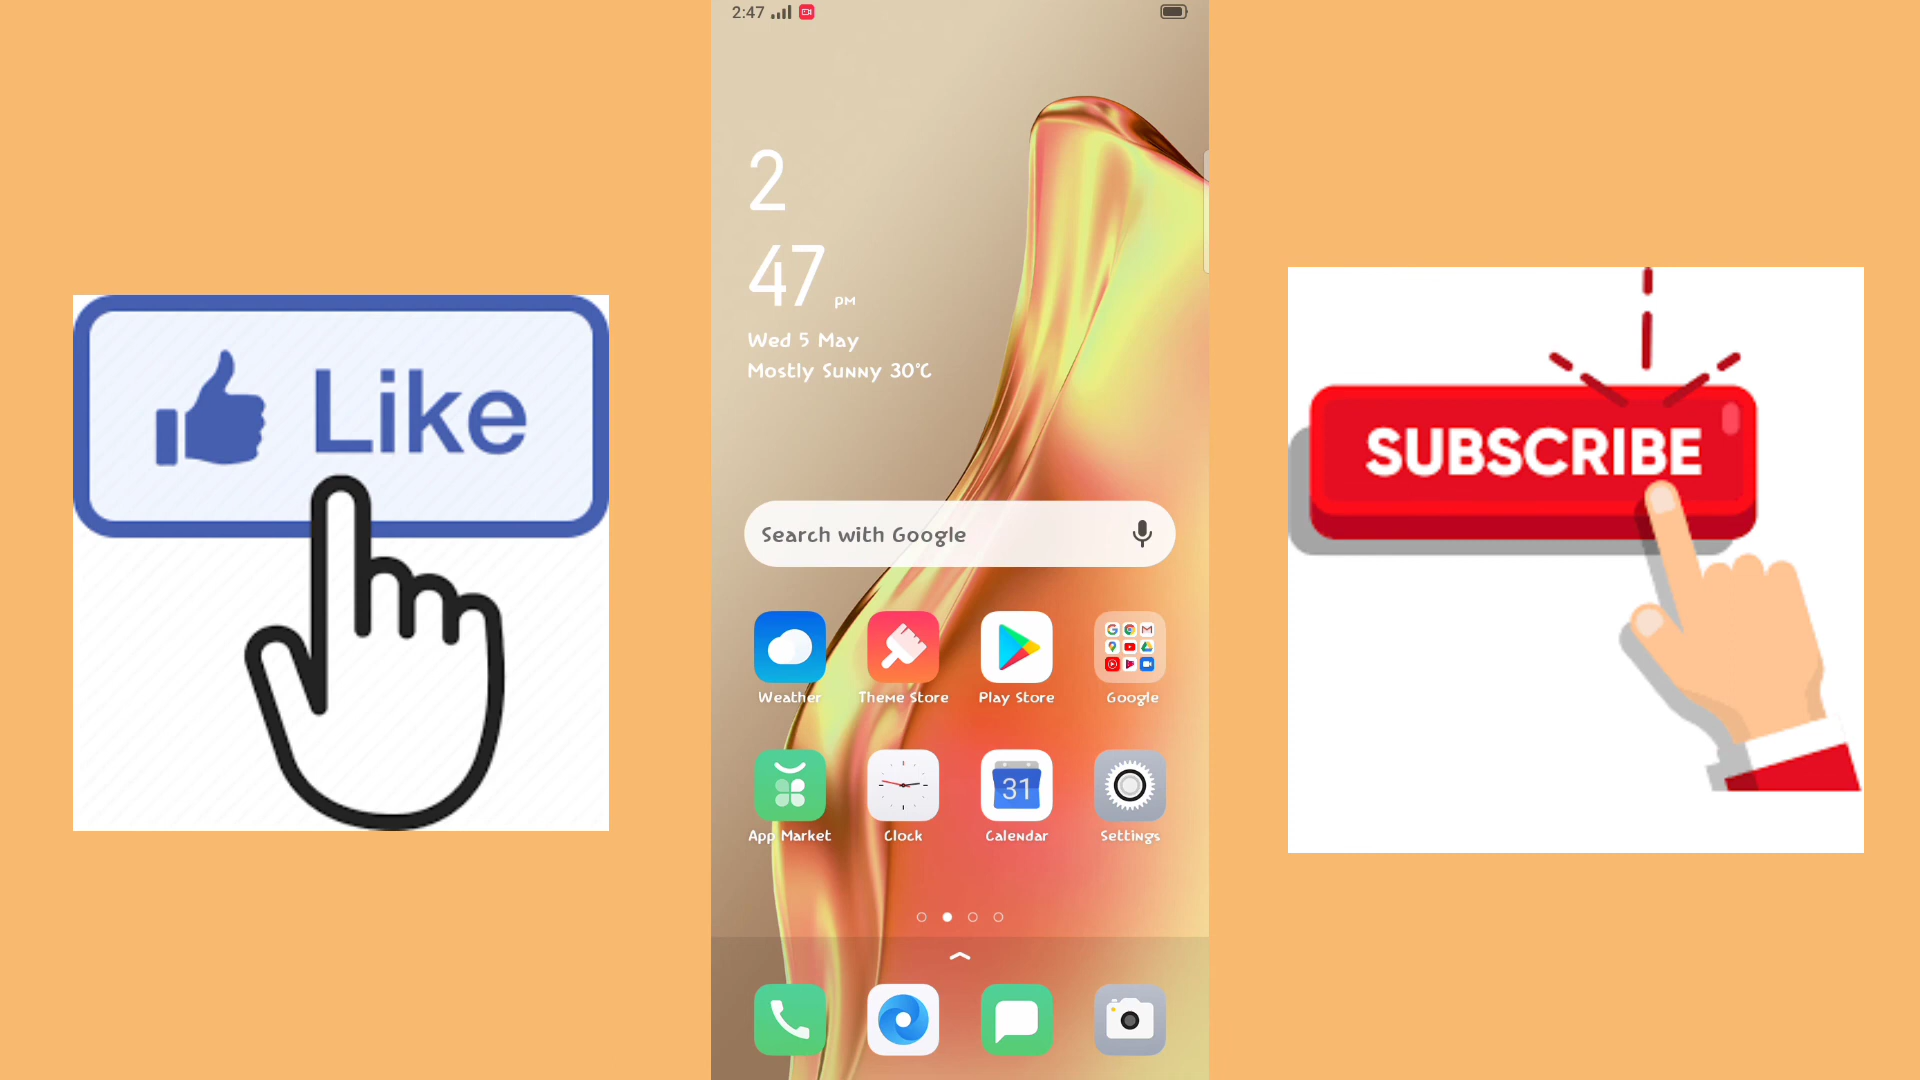 2:47
2
47 pm
Wed 5 May
Mostly Sunny 30°C
Like
SUBSCRIBE
Search with Google
Weather
Theme Store
Play Store
Google
App Market
Clock
31
Calendar
Settings